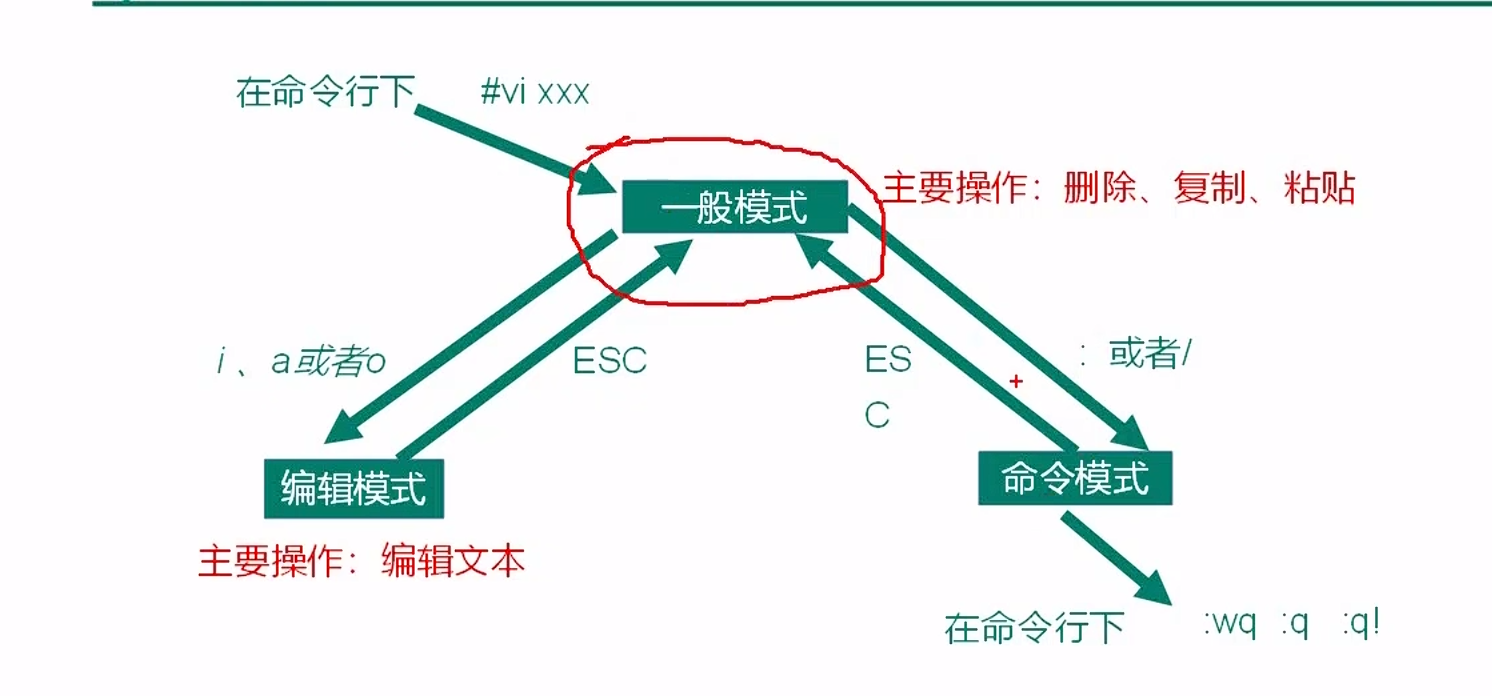 在命令行下 #vi xxx
一般模式
主要操作：删除、复制、粘贴
i 、a或者o
ESC
ES
C
：或者/
编辑模式
命令模式
主要操作：编辑文本
在命令行下 :wq :q :q!